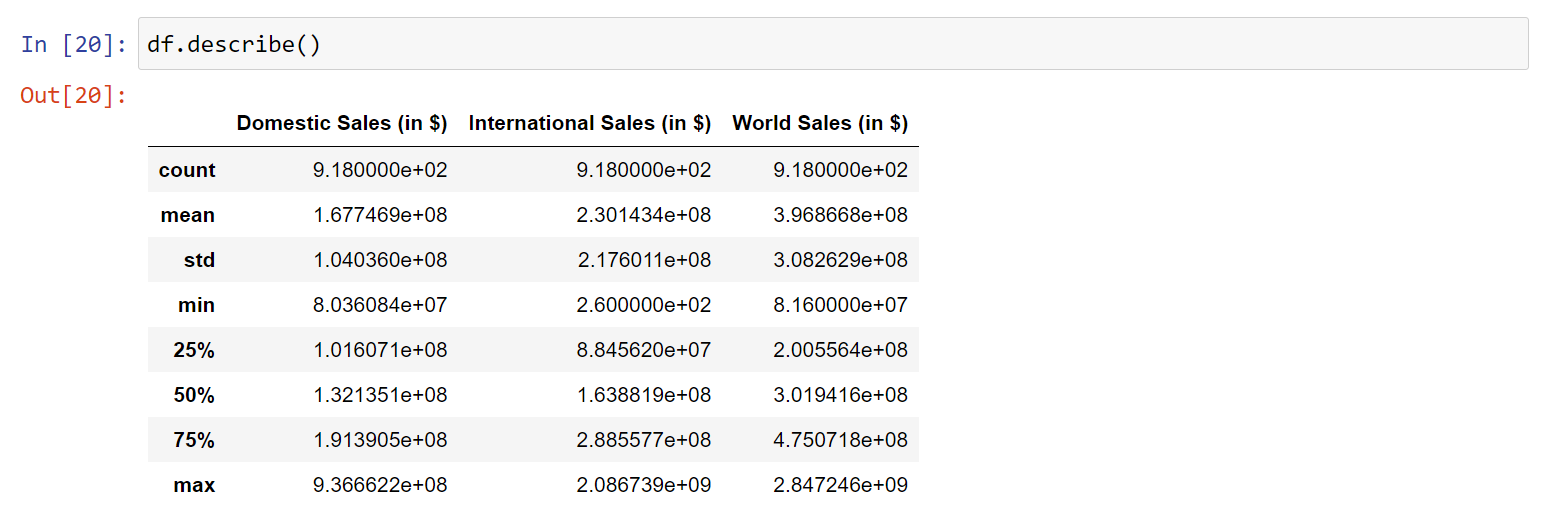 In [20]: df.describe()
Out[20]:
Domestic Sales (in $) International Sales (in $) World Sales (in $)
count 9.180000e+02 9.180000e+02 9.180000e+02
mean 1.677469e+08 2.301434e+08 3.968668e+08
std 1.040360e+08 2.176011e+08 3.082629e+08
min 8.036084e+07 2.600000e+02 8.160000e+07
25% 1.016071e+08 8.845620e+07 2.005564e+08
50% 1.321351e+08 1.638819e+08 3.019416e+08
75% 1.913905e+08 2.885577e+08 4.750718e+08
max 9.366622e+08 2.086739e+09 2.847246e+09